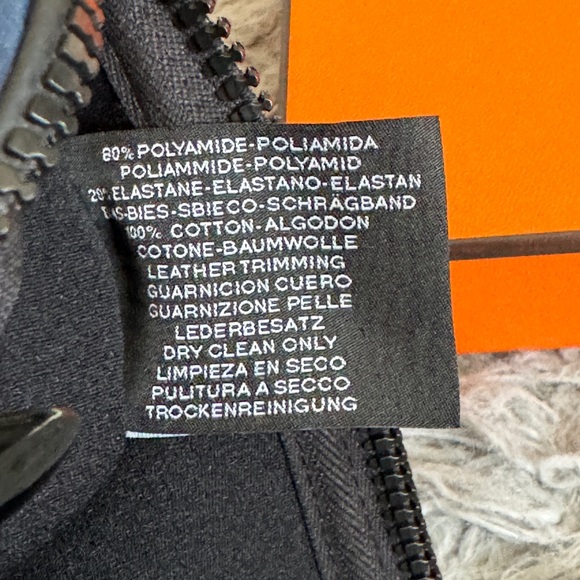 80% POLYAMIDE-POLIAMIDA
POLIAMMIDE-POLYAMID
20% ELASTANE-ELASTANO-ELASTAN
-BIES-SBIECO-SCHRÄGBAND
100% COTTON-ALGODON
COTONE-BAUMWOLLE
LEATHER TRIMMING
GUARNICION CUERO
GUARNIZIONE PELLE
LEDERBESATZ
DRY CLEAN ONLY
LIMPIEZA EN SECO
PULITURA A SECCO
TROCKENREINIGUNG